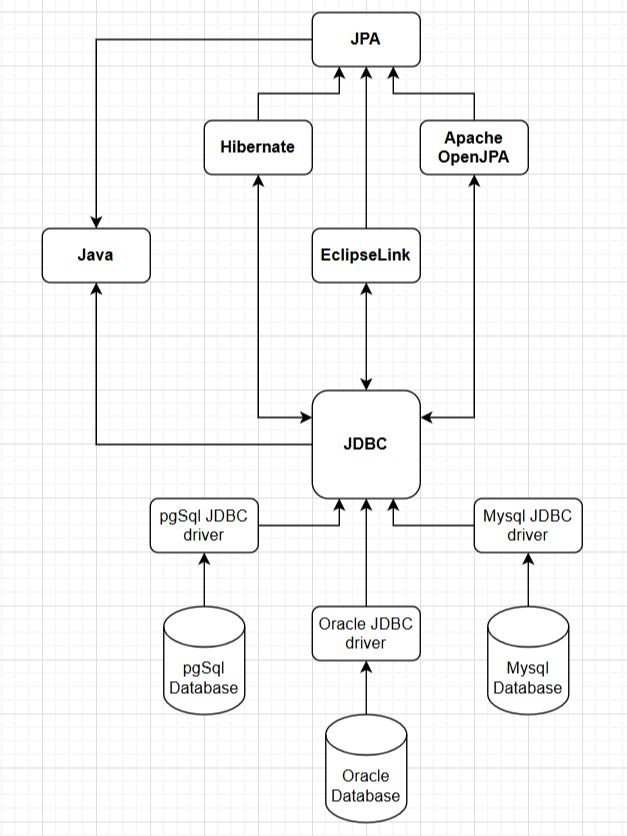 JPA
Hibernate
Apache
OpenJPA
Java
EclipseLink
JDBC
pgSql JDBC
driver
Mysql JDBC
driver
Oracle JDBC
driver
pgSql
Database
Mysql
Database
Oracle
Database